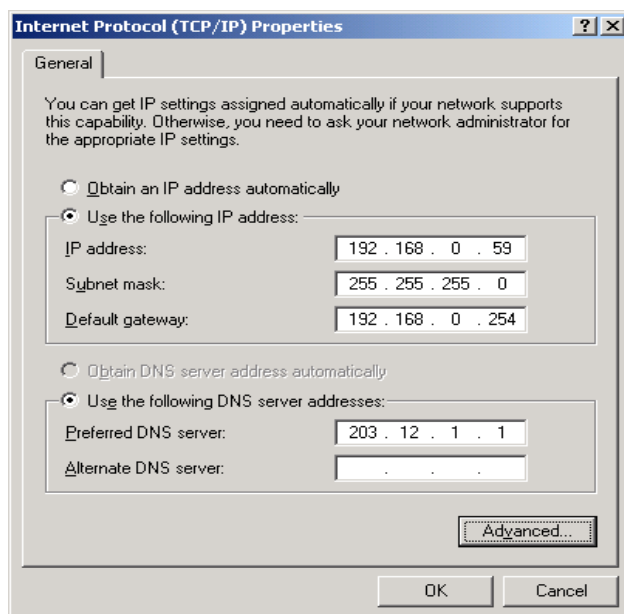 Internet Protocol (TCP/IP) Properties
General
You can get IP settings assigned automatically if your network supports
this capability. Otherwise, you need to ask your network administrator for
the appropriate IP settings.
Obtain an IP address automatically
Use the following IP address:
IP address: 192 . 168 . 0 . 59
Subnet mask: 255 . 255 . 255 . 0
Default gateway: 192 . 168 . 0 . 254
Obtain DNS server address automatically
Use the following DNS server addresses:
Preferred DNS server: 203 . 12 . 1 . 1
Alternate DNS server: . . .
Advanced...
OK Cancel